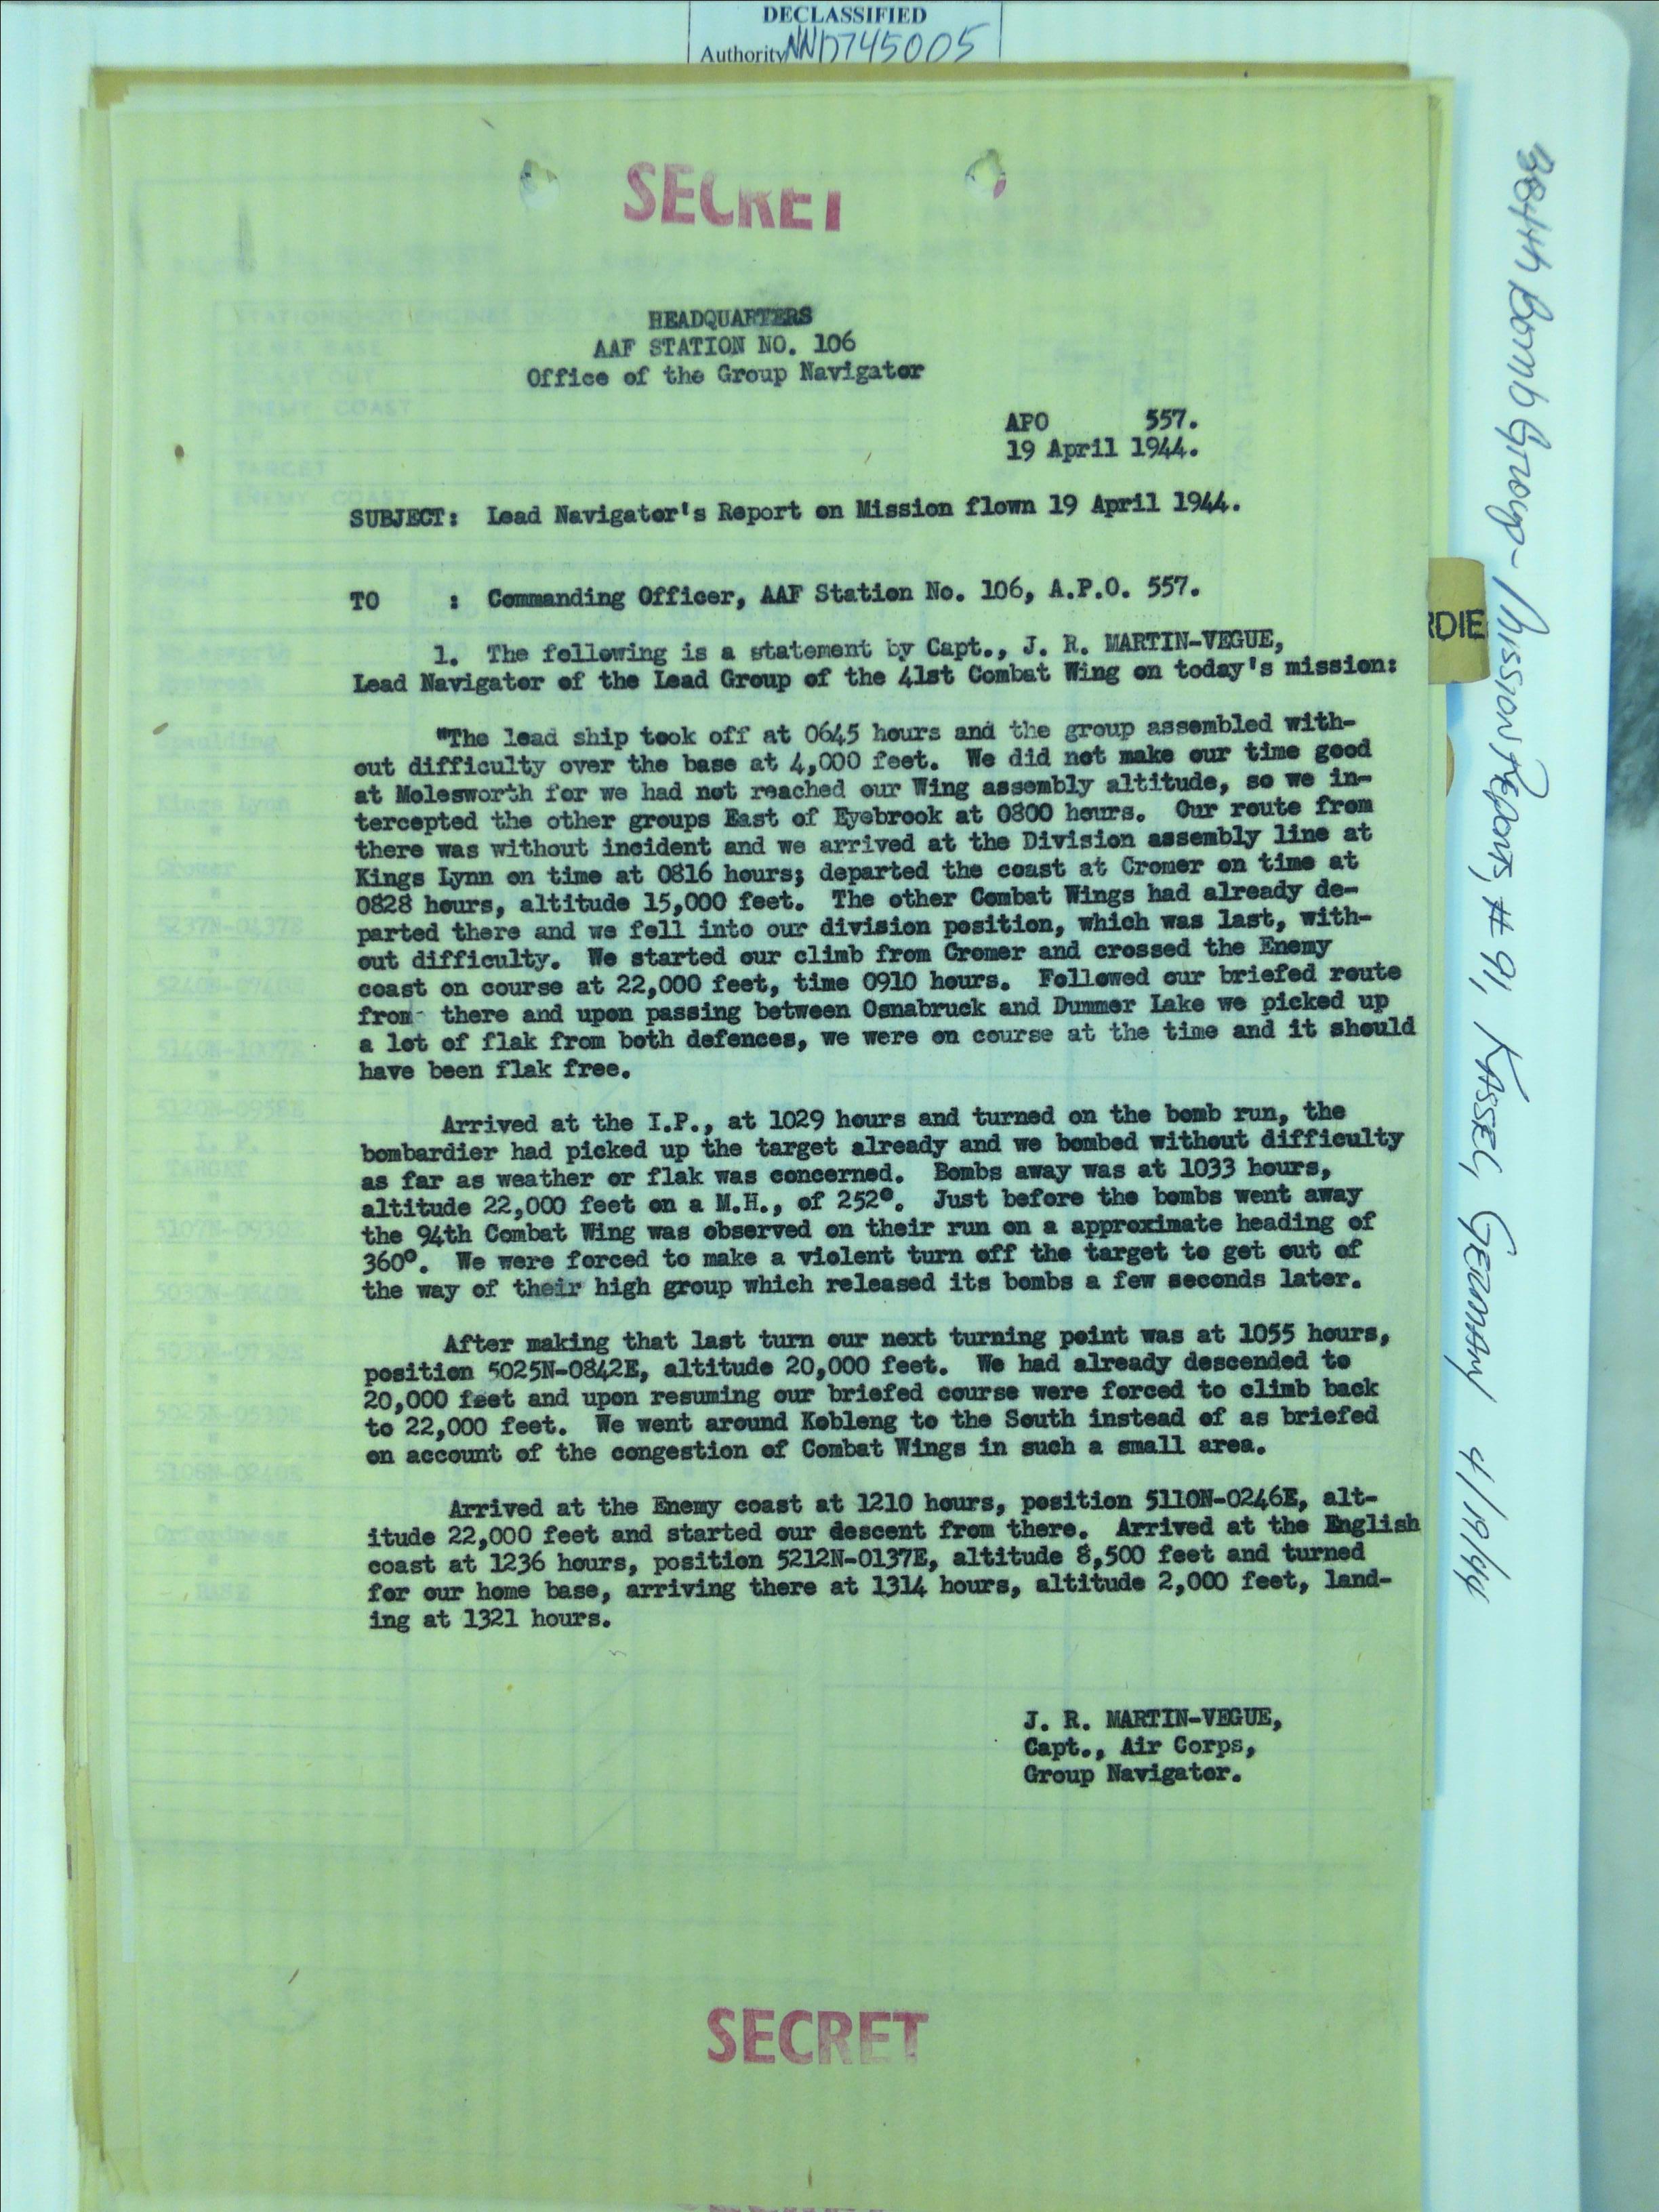 DECLASSIFIED
Authority NND745005
SECRET
HEADQUARTERS
AAF STATION NO. 106
Office of the Group Navigator
APO 557.
19 April 1944.
SUBJECT: Lead Navigator's Report on Mission flown 19 April 1944.
TO : Commanding Officer, AAF Station No. 106, A.P.O. 557.
1. The following is a statement by Capt., J. R. MARTIN-VEGUE,
Lead Navigator of the Lead Group of the 41st Combat Wing on today's mission:
"The lead ship took off at 0645 hours and the group assembled with-
out difficulty over the base at 4,000 feet. We did not make our time good
at Molesworth for we had not reached our Wing assembly altitude, so we in-
tercepted the other groups East of Eyebrook at 0800 hours. Our route from
there was without incident and we arrived at the Division assembly line at
Kings Lynn on time at 0816 hours; departed the coast at Cromer on time at
0828 hours, altitude 15,000 feet. The other Combat Wings had already de-
parted there and we fell into our division position, which was last, with-
out difficulty. We started our climb from Cromer and crossed the Enemy
coast on course at 22,000 feet, time 0910 hours. Followed our briefed route
from- there and upon passing between Osnabruck and Dummer Lake we picked up
a lot of flak from both defences, we were on course at the time and it should
have been flak free.
Arrived at the I.P., at 1029 hours and turned on the bomb run, the
bombardier had picked up the target already and we bombed without difficulty
as far as weather or flak was concerned. Bombs away was at 1033 hours,
altitude 22,000 feet on a M.H., of 252°. Just before the bombs went away
the 94th Combat Wing was observed on their run on a approximate heading of
360°. We were forced to make a violent turn off the target to get out of
the way of their high group which released its bombs a few seconds later.
After making that last turn our next turning point was at 1055 hours,
position 5025N-0842E, altitude 20,000 feet. We had already descended to
20,000 feet and upon resuming our briefed course were forced to climb back
to 22,000 feet. We went around Kobleng to the South instead of as briefed
on account of the congestion of Combat Wings in such a small area.
Arrived at the Enemy coast at 1210 hours, position 5110N-0246E, alt-
itude 22,000 feet and started our descent from there. Arrived at the English
coast at 1236 hours, position 5212N-0137E, altitude 8,500 feet and turned
for our home base, arriving there at 1314 hours, altitude 2,000 feet, land-
ing at 1321 hours.
J. R. MARTIN-VEGUE,
Capt., Air Corps,
Group Navigator.
SECRET
RDIE
384th Bomb Group - Mission Reports, #91, KASSEL, GERMANY 4/19/44